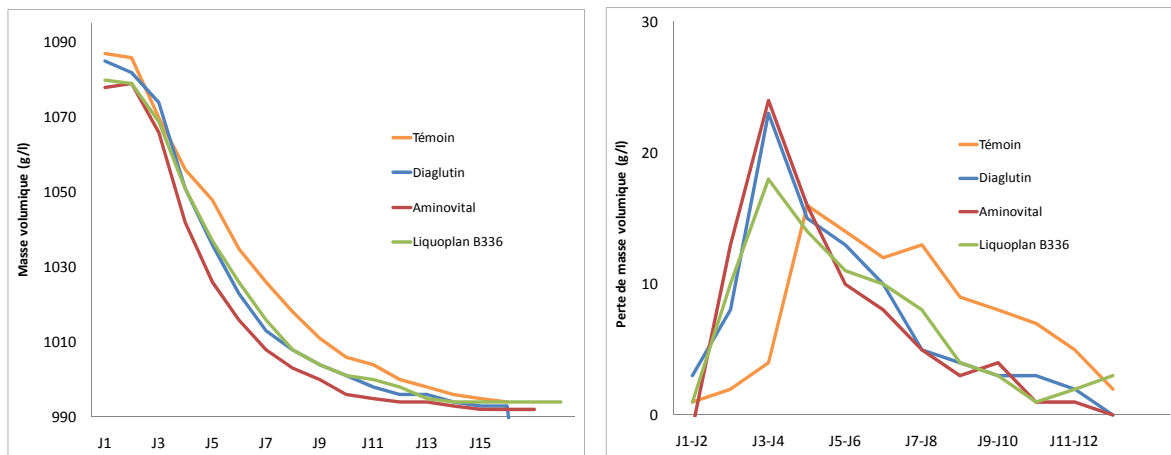 Masse volumique (g/l)
1090
1070
1050
1030
1010
990
J1
J3
J5
J7
J9
J11
J13
J15
Témoin
Diaglutin
Aminovital
Liquoplan B336
Perte de masse volumique (g/l)
30
20
10
0
J1-J2
J3-J4
J5-J6
J7-J8
J9-J10
J11-J12
Témoin
Diaglutin
Aminovital
Liquoplan B336